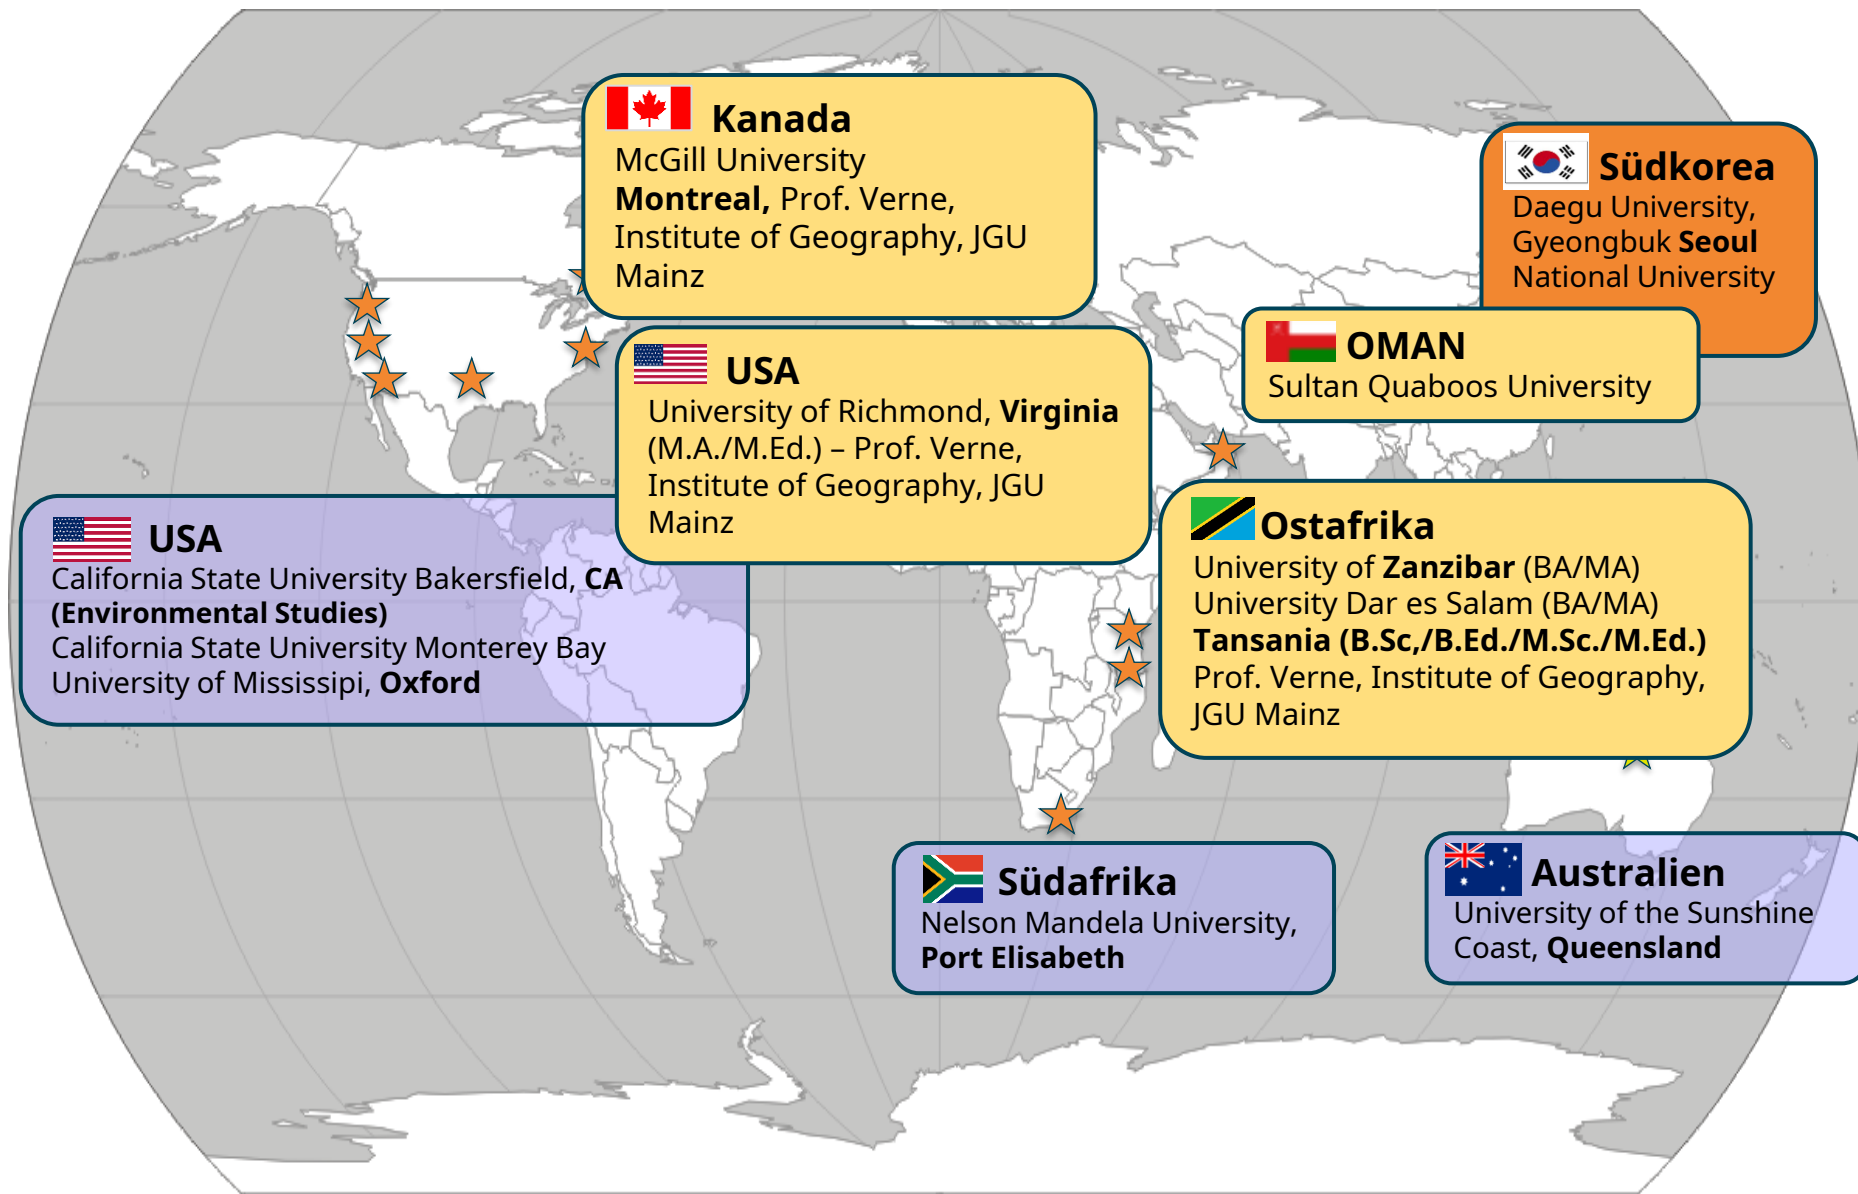 Kanada
McGill University
Montreal, Prof. Verne,
Institute of Geography, JGU
Mainz
Südkorea
Daegu University,
Gyeongbuk Seoul
National University
OMAN
Sultan Quaboos University
USA
University of Richmond, Virginia
(M.A./M.Ed.) – Prof. Verne,
Institute of Geography, JGU
Mainz
USA
California State University Bakersfield, CA
(Environmental Studies)
California State University Monterey Bay
University of Mississipi, Oxford
Ostafrika
University of Zanzibar (BA/MA)
University Dar es Salam (BA/MA)
Tansania (B.Sc,/B.Ed./M.Sc./M.Ed.)
Prof. Verne, Institute of Geography,
JGU Mainz
Südafrika
Nelson Mandela University,
Port Elisabeth
Australien
University of the Sunshine
Coast, Queensland